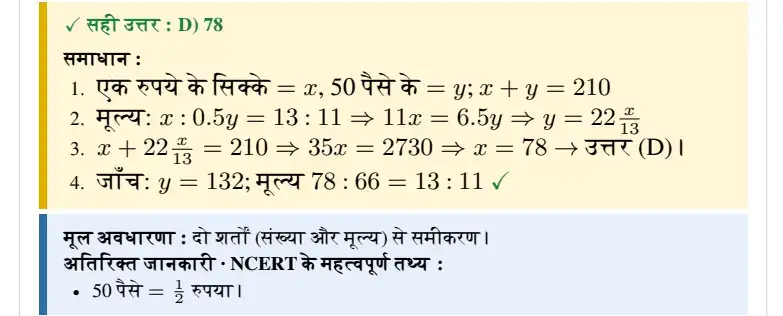 ✓ सही उत्तर : D) 78
समाधान :
1. एक रुपये के सिक्के = x, 50 पैसे के = y; x + y = 210
2. मूल्य: x : 0.5y = 13 : 11 ⇒ 11x = 6.5y ⇒ y = 22 x/13
3. x + 22 x/13 = 210 ⇒ 35x = 2730 ⇒ x = 78 → उत्तर (D)।
4. जाँच: y = 132; मूल्य 78 : 66 = 13 : 11 ✓
मूल अवधारणा : दो शर्तों (संख्या और मूल्य) से समीकरण।
अतिरिक्त जानकारी · NCERT के महत्वपूर्ण तथ्य :
• 50 पैसे = 1/2 रुपया।